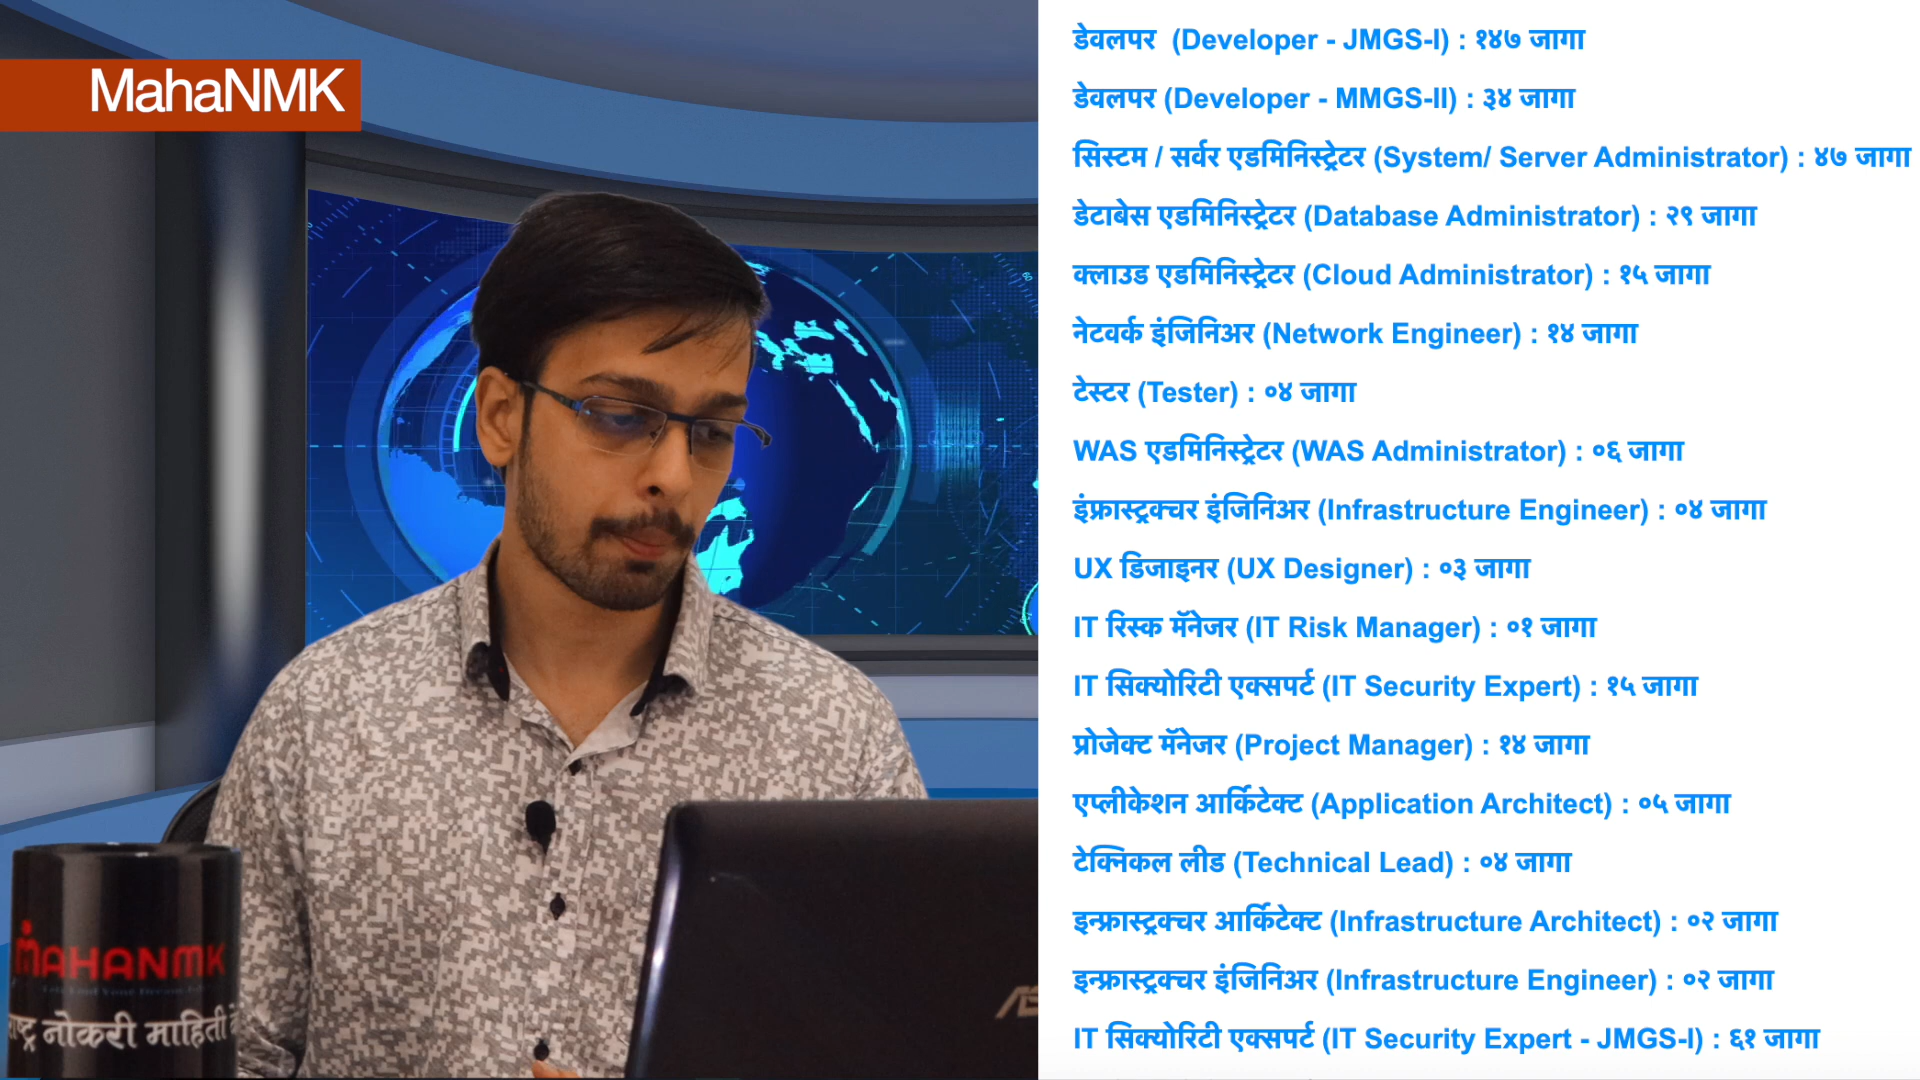 MahaNMK
डेवलपर (Developer - JMGS-I) : १४७ जागा
डेवलपर (Developer - MMGS-II) : ३४ जागा
सिस्टम / सर्वर एडमिनिस्ट्रेटर (System/ Server Administrator) : ४७ जागा
डेटाबेस एडमिनिस्ट्रेटर (Database Administrator) : २९ जागा
क्लाउड एडमिनिस्ट्रेटर (Cloud Administrator) : १५ जागा
नेटवर्क इंजिनिअर (Network Engineer) : १४ जागा
टेस्टर (Tester) : ०४ जागा
WAS एडमिनिस्ट्रेटर (WAS Administrator) : ०६ जागा
इंफ्रास्ट्रक्चर इंजिनिअर (Infrastructure Engineer) : ०४ जागा
UX डिजाइनर (UX Designer) : ०३ जागा
IT रिस्क मॅनेजर (IT Risk Manager) : ०१ जागा
IT सिक्योरिटी एक्सपर्ट (IT Security Expert) : १५ जागा
प्रोजेक्ट मॅनेजर (Project Manager) : १४ जागा
एप्लीकेशन आर्किटेक्ट (Application Architect) : ०५ जागा
टेक्निकल लीड (Technical Lead) : ०४ जागा
इन्फ्रास्ट्रक्चर आर्किटेक्ट (Infrastructure Architect) : ०२ जागा
इन्फ्रास्ट्रक्चर इंजिनिअर (Infrastructure Engineer) : ०२ जागा
IT सिक्योरिटी एक्सपर्ट (IT Security Expert - JMGS-I) : ६१ जागा
MAHANMK
नोकरी माहिती